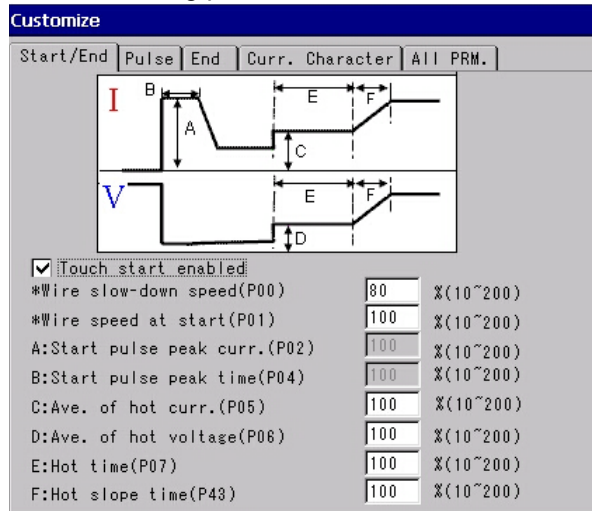 Customize
Start/End Pulse End Curr. Character All PRM.
I B A E F C
V E F D
Touch start enabled
*Wire slow-down speed(P00) 80 %(10~200)
*Wire speed at start(P01) 100 %(10~200)
A:Start pulse peak curr.(P02) 100 %(10~200)
B:Start pulse peak time(P04) 100 %(10~200)
C:Ave. of hot curr.(P05) 100 %(10~200)
D:Ave. of hot voltage(P06) 100 %(10~200)
E:Hot time(P07) 100 %(10~200)
F:Hot slope time(P43) 100 %(10~200)